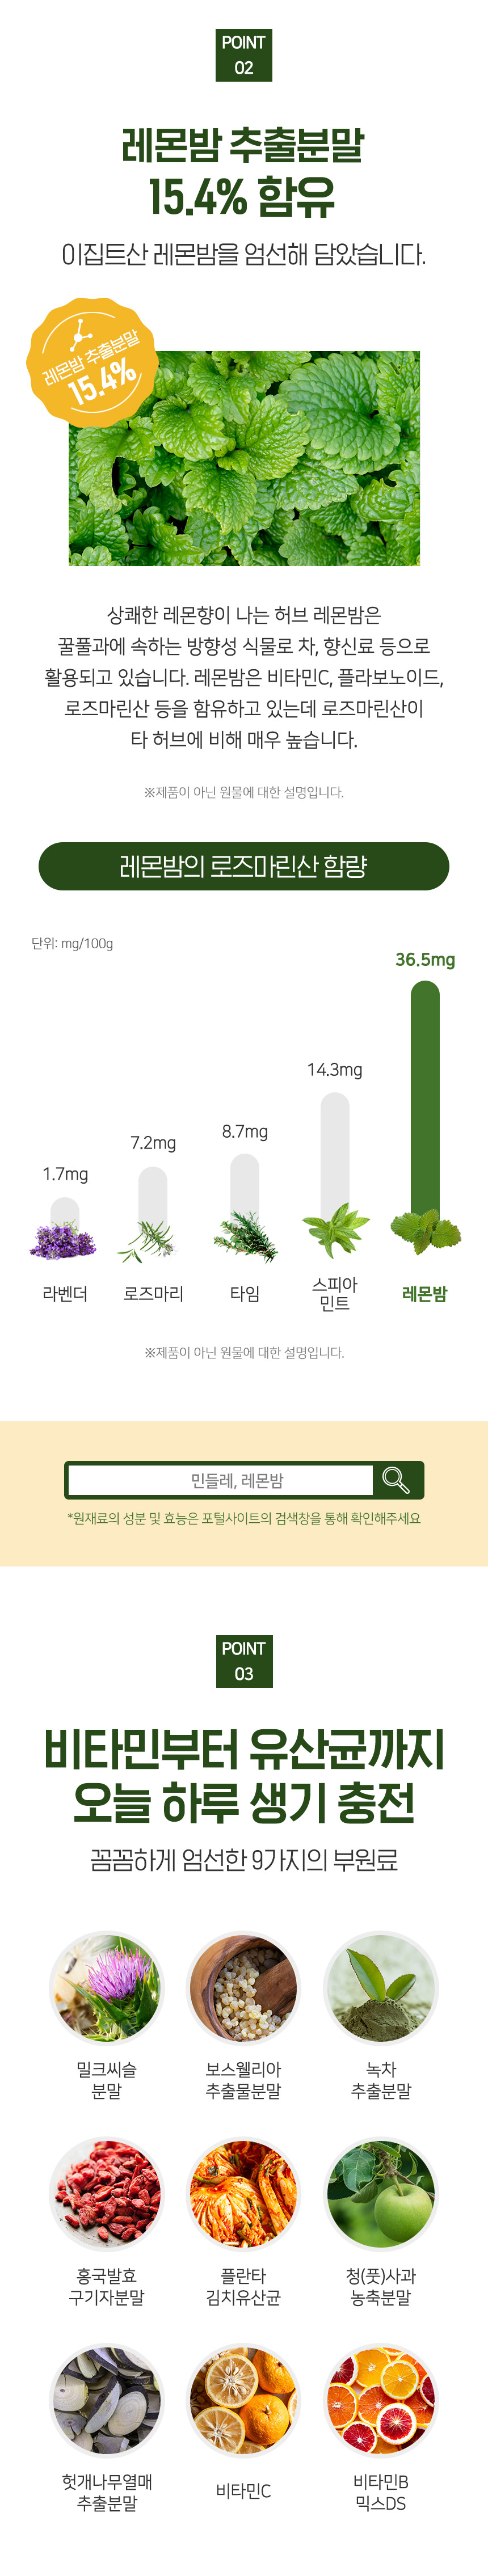 POINT
02
레몬밤 추출분말
15.4% 함유
이집트산 레몬밤을 엄선해 담았습니다.
레몬밤 추출분말
15.4%
상쾌한 레몬향이 나는 허브 레몬밤은
꿀풀과에 속하는 방향성 식물로 차, 향신료 등으로
활용되고 있습니다. 레몬밤은 비타민C, 플라보노이드,
로즈마린산 등을 함유하고 있는데 로즈마린산이
타 허브에 비해 매우 높습니다.
※제품이 아닌 원물에 대한 설명입니다.
레몬밤의 로즈마린산 함량
단위: mg/100g
36.5mg
14.3mg
8.7mg
7.2mg
1.7mg
라벤더
로즈마리
타임
스피아
민트
레몬밤
※제품이 아닌 원물에 대한 설명입니다.
민들레, 레몬밤
*원재료의 성분 및 효능은 포털사이트의 검색창을 통해 확인해주세요
POINT
03
비타민부터 유산균까지
오늘 하루 생기 충전
꼼꼼하게 엄선한 9가지의 부원료
밀크씨슬
분말
보스웰리아
추출물분말
녹차
추출분말
홍국발효
구기자분말
플란타
김치유산균
청(풋)사과
농축분말
헛개나무열매
추출분말
비타민C
비타민B
믹스DS